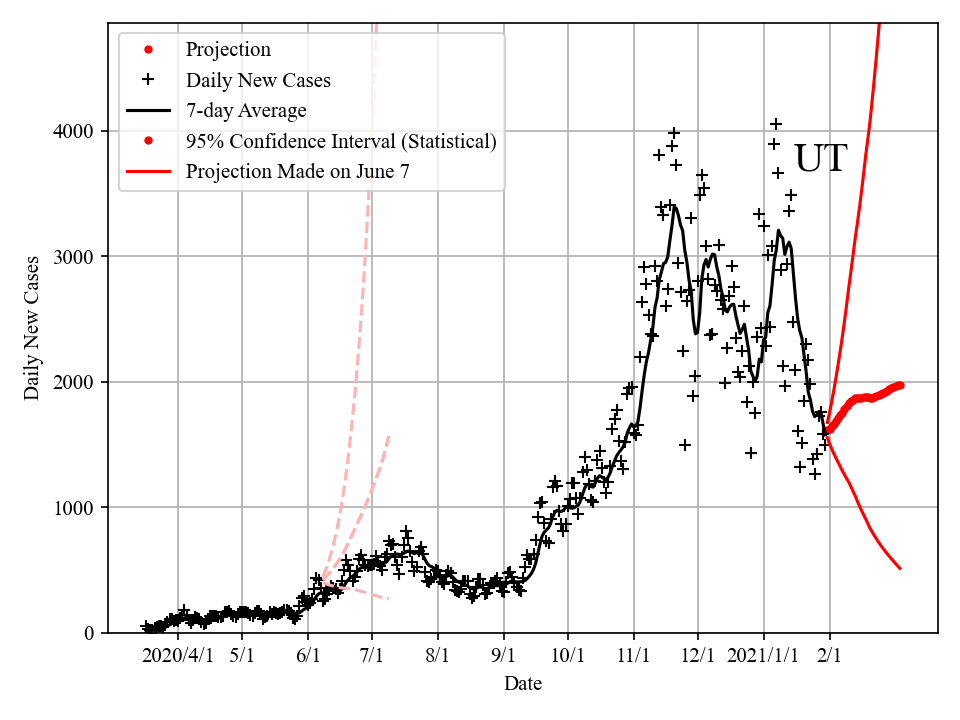 Projection
Daily New Cases
7-day Average
95% Confidence Interval (Statistical)
Projection Made on June 7
UT
4000
3000
2000
1000
0
Daily New Cases
2020/4/1 5/1 6/1 7/1 8/1 9/1 10/1 11/1 12/1 2021/1/1 2/1
Date